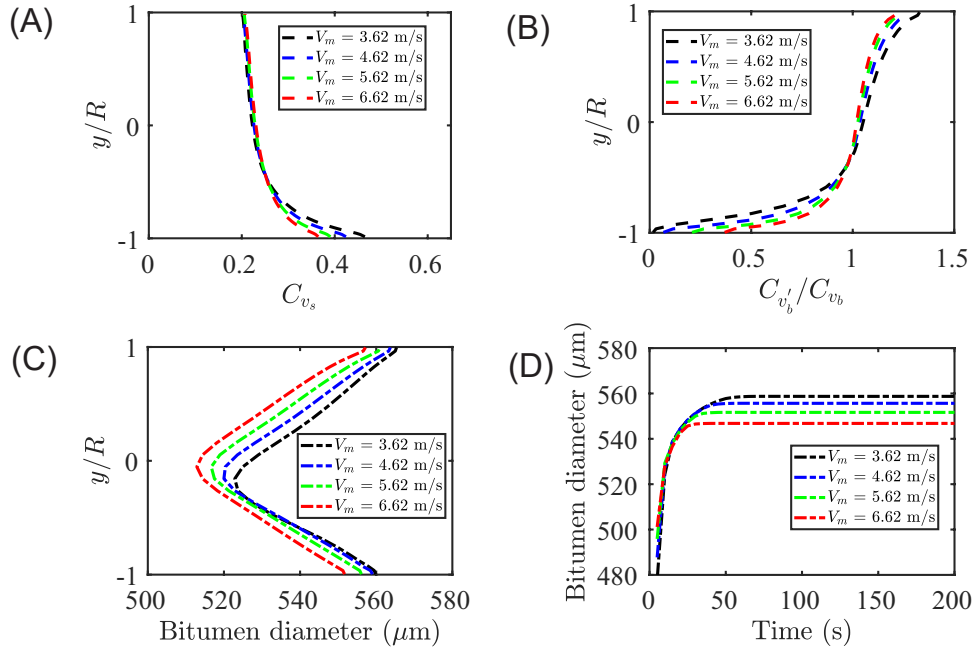 (A)
1
0
-1
y/R
V_m = 3.62 m/s
V_m = 4.62 m/s
V_m = 5.62 m/s
V_m = 6.62 m/s
0 0.2 0.4 0.6
C_{v_s}
(B)
1
0
-1
y/R
V_m = 3.62 m/s
V_m = 4.62 m/s
V_m = 5.62 m/s
V_m = 6.62 m/s
0 0.5 1 1.5
C_{v_b'}/C_{v_b}
(C)
1
0
-1
y/R
V_m = 3.62 m/s
V_m = 4.62 m/s
V_m = 5.62 m/s
V_m = 6.62 m/s
500 520 540 560 580
Bitumen diameter (μm)
(D)
580
560
540
520
500
480
Bitumen diameter (μm)
V_m = 3.62 m/s
V_m = 4.62 m/s
V_m = 5.62 m/s
V_m = 6.62 m/s
0 50 100 150 200
Time (s)